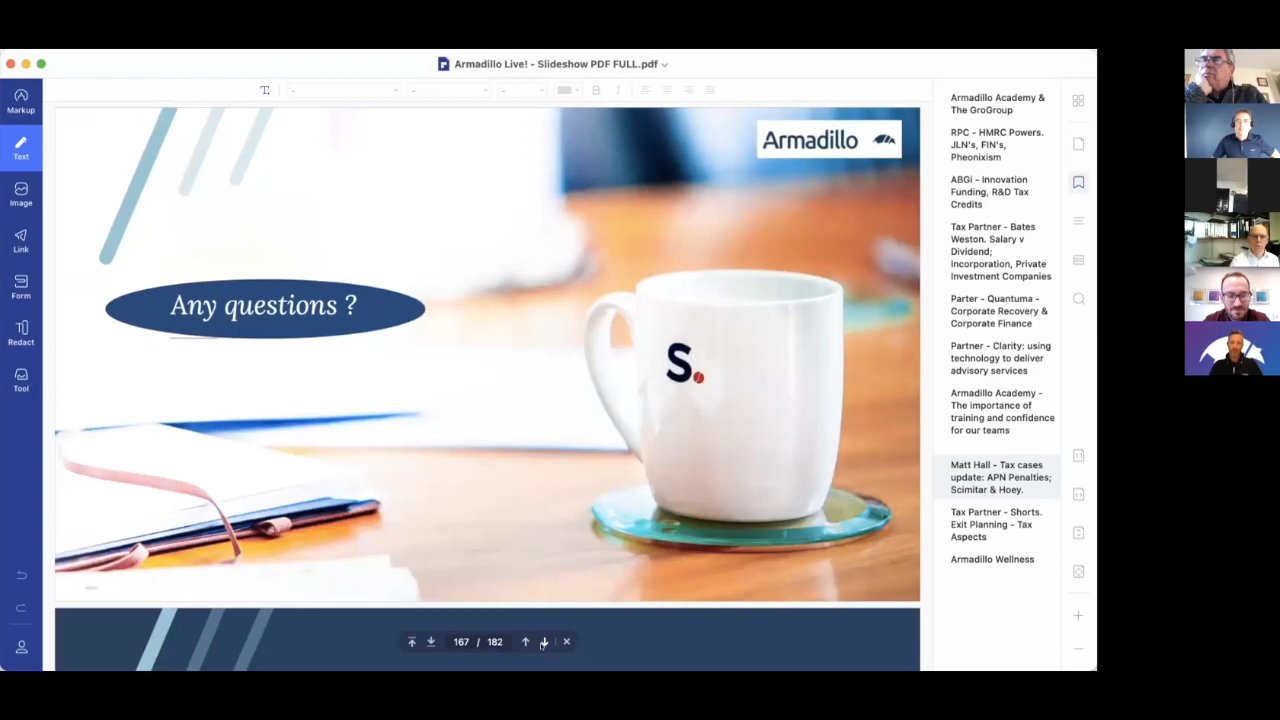 Armadillo Live! - Slideshow PDF FULL.pdf
B I
Markup
Text
Image
Link
Form
Redact
Tool
Armadillo
Any questions ?
S.
167 / 182
Armadillo Academy &
The GroGroup
RPC - HMRC Powers.
JLN's, FIN's,
Pheonixism
ABGi - Innovation
Funding, R&D Tax
Credits
Tax Partner - Bates
Weston. Salary v
Dividend;
Incorporation, Private
Investment Companies
Parter - Quantuma -
Corporate Recovery &
Corporate Finance
Partner - Clarity: using
technology to deliver
advisory services
Armadillo Academy -
The importance of
training and confidence
for our teams
Matt Hall - Tax cases
update: APN Penalties;
Scimitar & Hoey.
Tax Partner - Shorts.
Exit Planning - Tax
Aspects
Armadillo Wellness